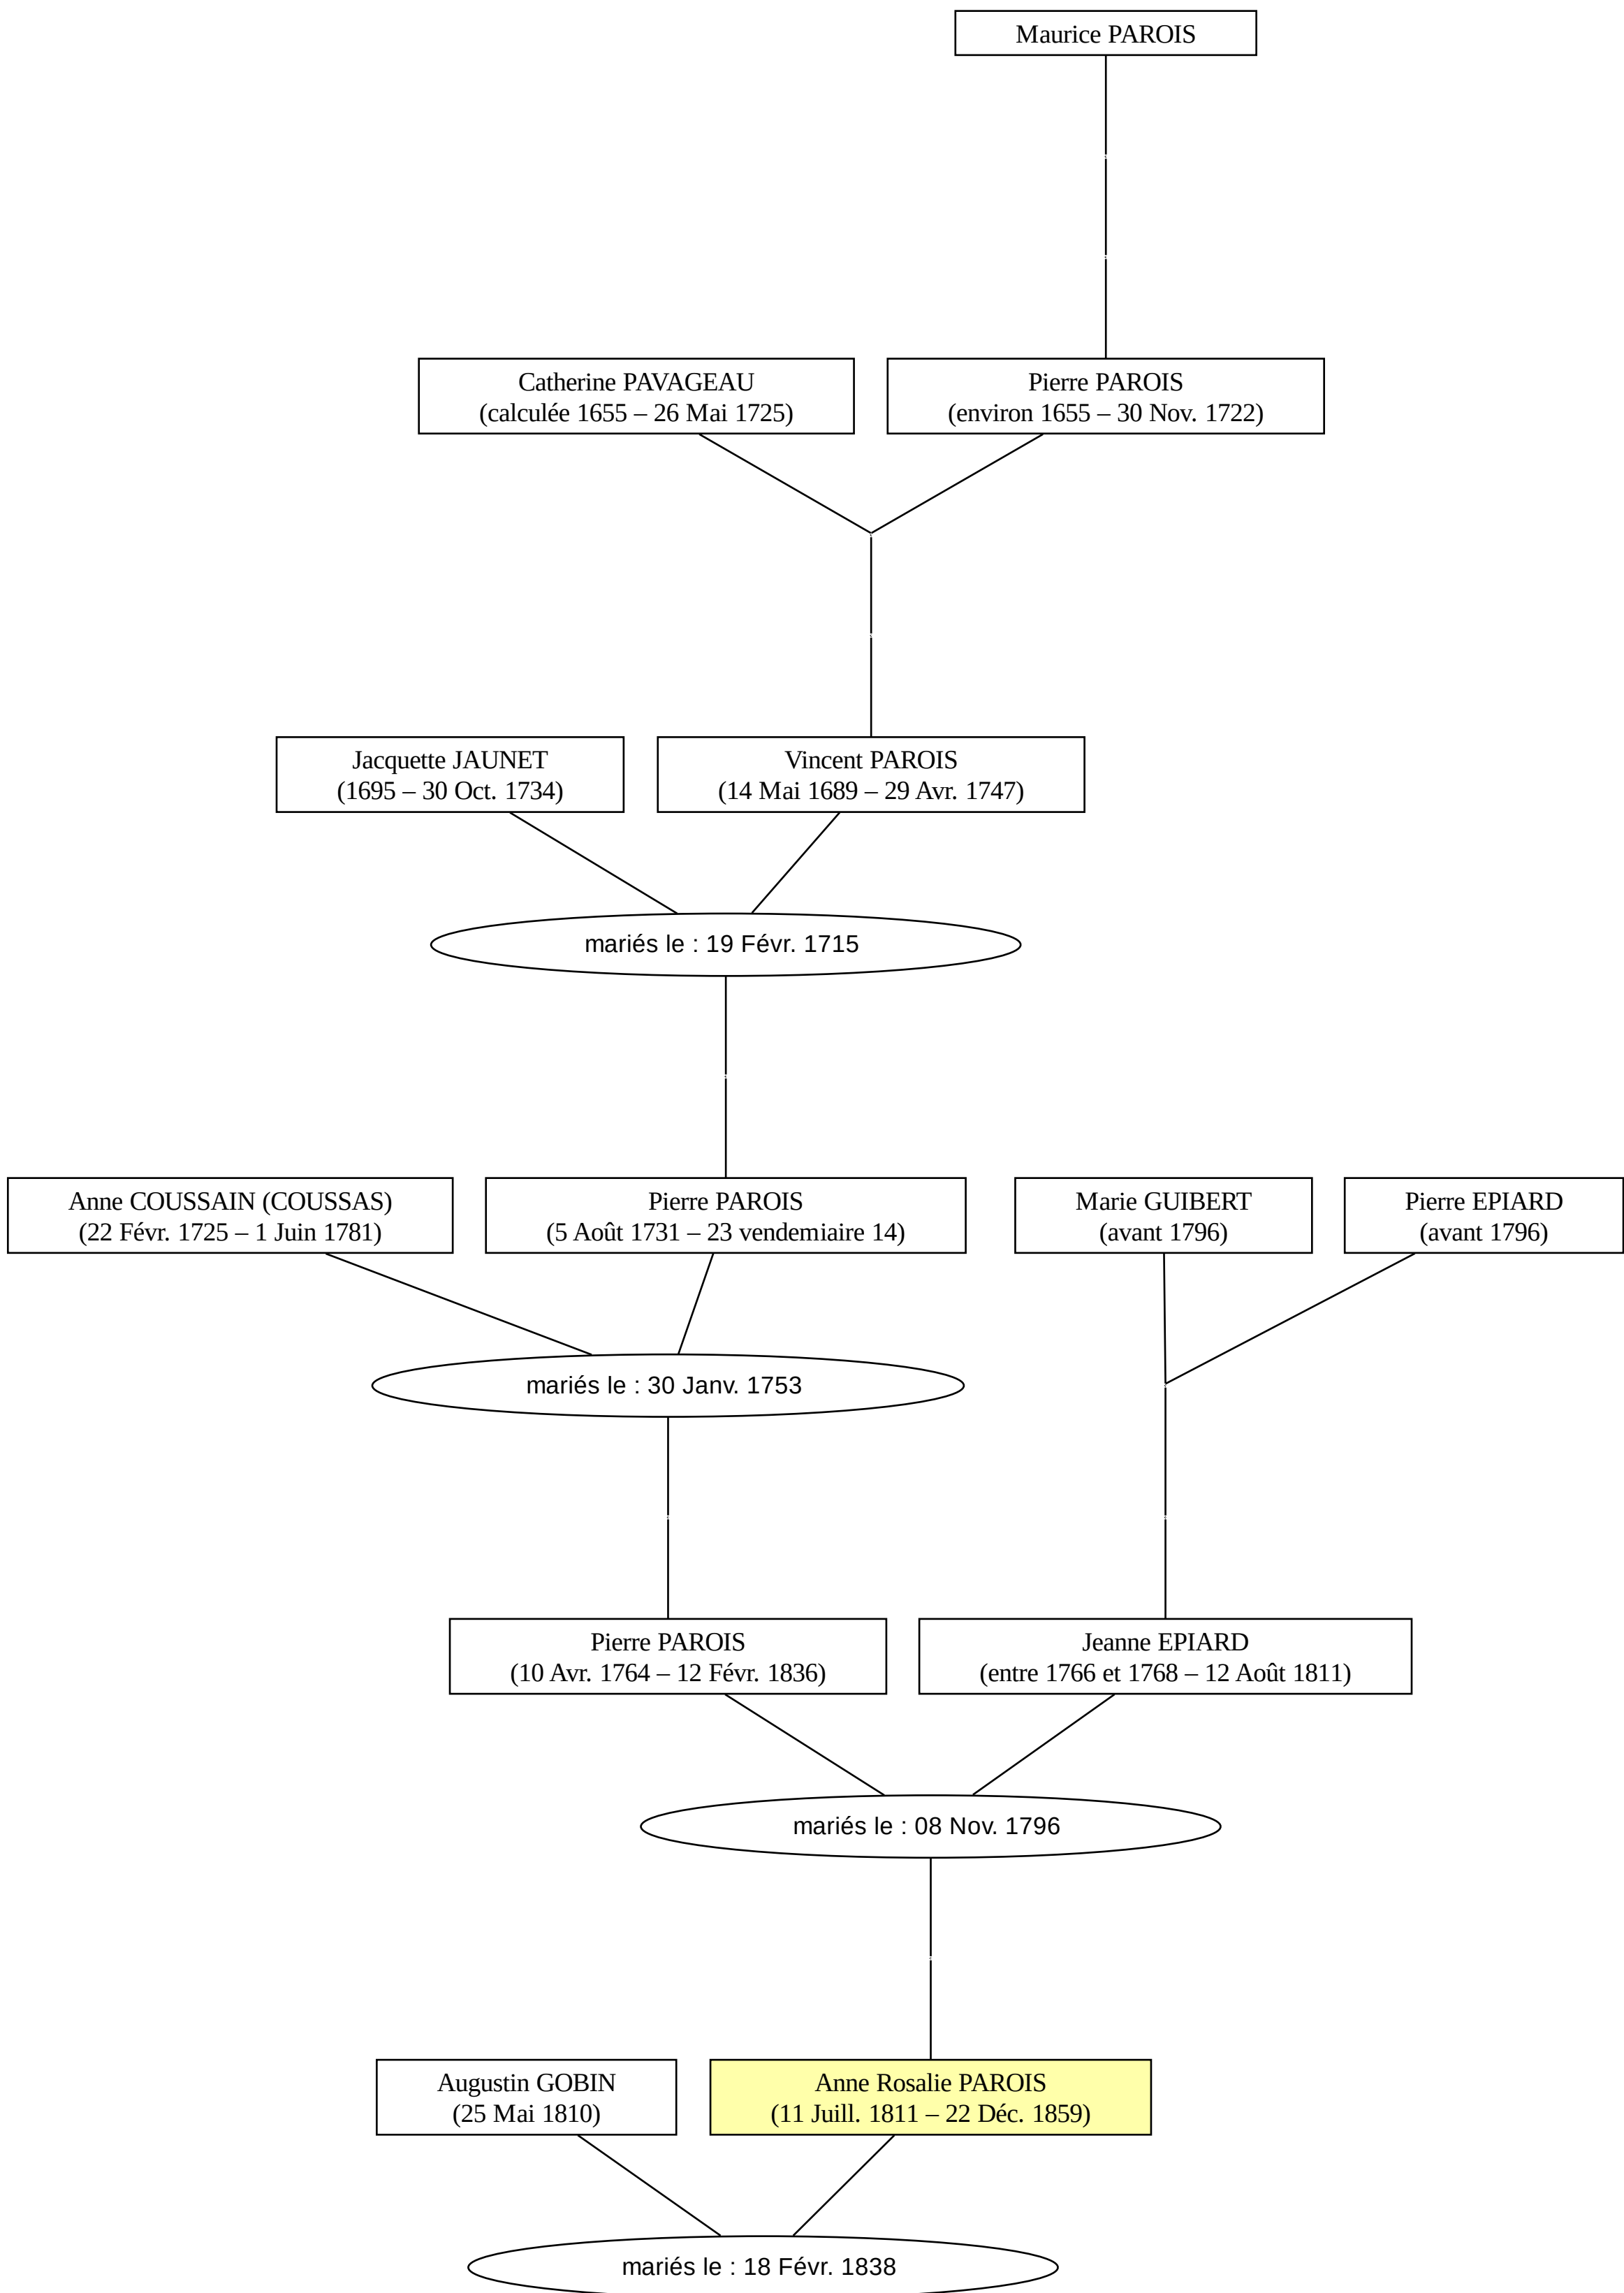 Maurice PAROIS
Catherine PAVAGEAU
(calculée 1655 – 26 Mai 1725)
Pierre PAROIS
(environ 1655 – 30 Nov. 1722)
Jacquette JAUNET
(1695 – 30 Oct. 1734)
Vincent PAROIS
(14 Mai 1689 – 29 Avr. 1747)
mariés le : 19 Févr. 1715
Anne COUSSAIN (COUSSAS)
(22 Févr. 1725 – 1 Juin 1781)
Pierre PAROIS
(5 Août 1731 – 23 vendemiaire 14)
Marie GUIBERT
(avant 1796)
Pierre EPIARD
(avant 1796)
mariés le : 30 Janv. 1753
Pierre PAROIS
(10 Avr. 1764 – 12 Févr. 1836)
Jeanne EPIARD
(entre 1766 et 1768 – 12 Août 1811)
mariés le : 08 Nov. 1796
Augustin GOBIN
(25 Mai 1810)
Anne Rosalie PAROIS
(11 Juill. 1811 – 22 Déc. 1859)
mariés le : 18 Févr. 1838